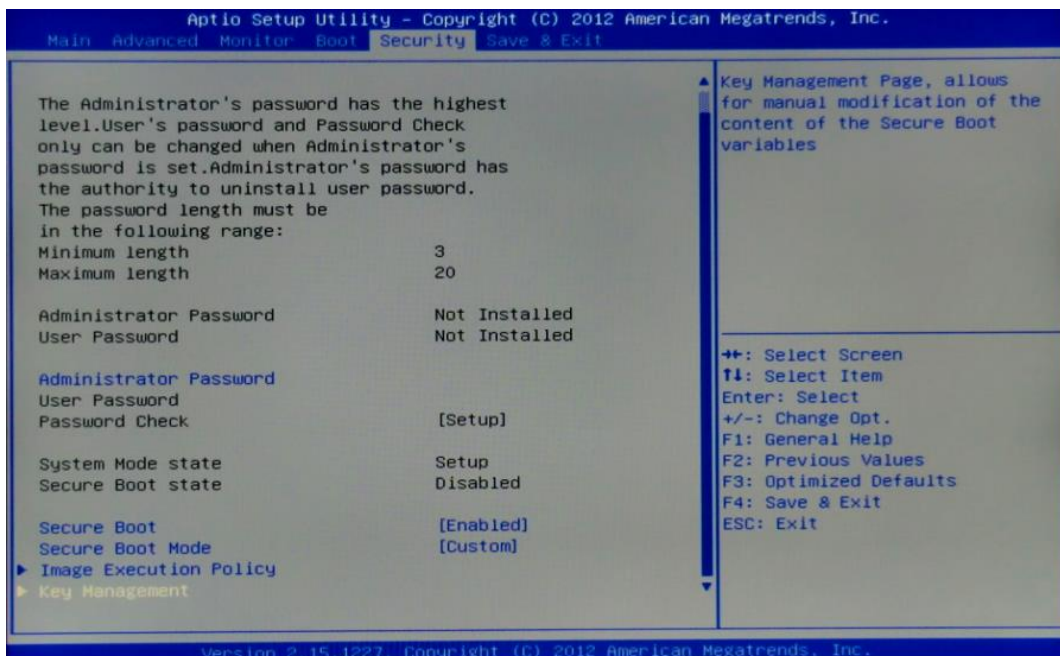 Aptio Setup Utility – Copyright (C) 2012 American Megatrends, Inc.
Main Advanced Monitor Boot Security Save & Exit
The Administrator's password has the highest
level.User's password and Password Check
only can be changed when Administrator's
password is set.Administrator's password has
the authority to uninstall user password.
The password length must be
in the following range:
Minimum length 3
Maximum length 20
Administrator Password Not Installed
User Password Not Installed
Administrator Password
User Password
Password Check [Setup]
System Mode state Setup
Secure Boot state Disabled
Secure Boot [Enabled]
Secure Boot Mode [Custom]
Image Execution Policy
Key Management
Key Management Page, allows
for manual modification of the
content of the Secure Boot
variables
→←: Select Screen
↑↓: Select Item
Enter: Select
+/-: Change Opt.
F1: General Help
F2: Previous Values
F3: Optimized Defaults
F4: Save & Exit
ESC: Exit
Version 2.15.1227. Copyright (C) 2012 American Megatrends, Inc.